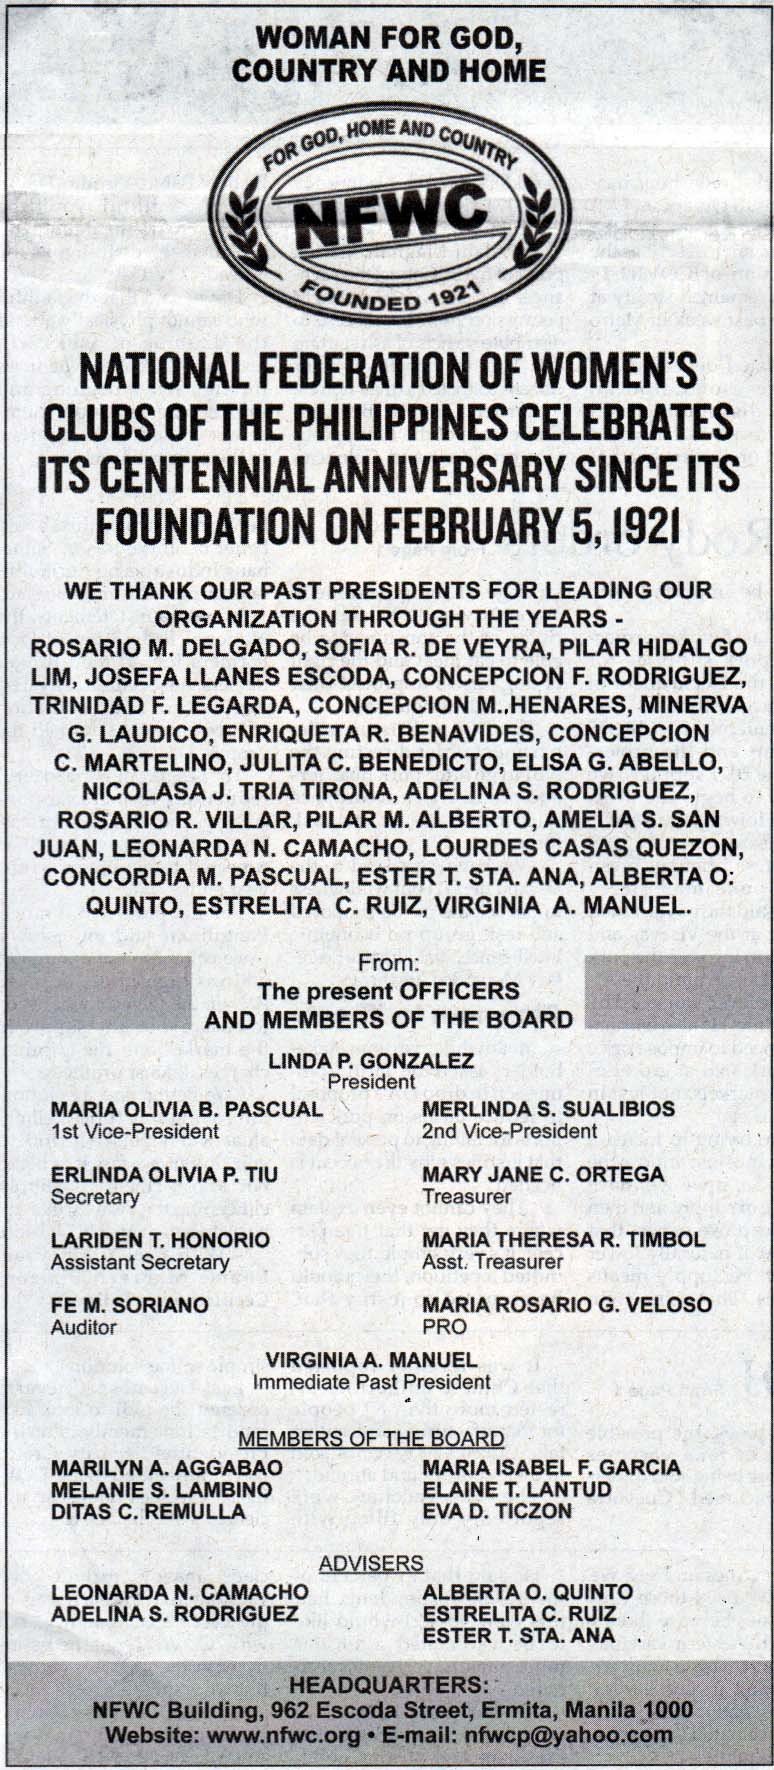 WOMAN FOR GOD,
COUNTRY AND HOME
FOR GOD, HOME AND COUNTRY
NFWC
FOUNDED 1921
NATIONAL FEDERATION OF WOMEN'S
CLUBS OF THE PHILIPPINES CELEBRATES
ITS CENTENNIAL ANNIVERSARY SINCE ITS
FOUNDATION ON FEBRUARY 5, 1921
WE THANK OUR PAST PRESIDENTS FOR LEADING OUR
ORGANIZATION THROUGH THE YEARS -
ROSARIO M. DELGADO, SOFIA R. DE VEYRA, PILAR HIDALGO
LIM, JOSEFA LLANES ESCODA, CONCEPCION F. RODRIGUEZ,
TRINIDAD F. LEGARDA, CONCEPCION M..HENARES, MINERVA
G. LAUDICO, ENRIQUETA R. BENAVIDES, CONCEPCION
C. MARTELINO, JULITA C. BENEDICTO, ELISA G. ABELLO,
NICOLASA J. TRIA TIRONA, ADELINA S. RODRIGUEZ,
ROSARIO R. VILLAR, PILAR M. ALBERTO, AMELIA S. SAN
JUAN, LEONARDA N. CAMACHO, LOURDES CASAS QUEZON,
CONCORDIA M. PASCUAL, ESTER T. STA. ANA, ALBERTA O:
QUINTO, ESTRELITA C. RUIZ, VIRGINIA A. MANUEL.
From:
The present OFFICERS
AND MEMBERS OF THE BOARD
LINDA P. GONZALEZ
President
MARIA OLIVIA B. PASCUAL
1st Vice-President
MERLINDA S. SUALIBIOS
2nd Vice-President
ERLINDA OLIVIA P. TIU
Secretary
MARY JANE C. ORTEGA
Treasurer
LARIDEN T. HONORIO
Assistant Secretary
MARIA THERESA R. TIMBOL
Asst. Treasurer
FE M. SORIANO
Auditor
MARIA ROSARIO G. VELOSO
PRO
VIRGINIA A. MANUEL
Immediate Past President
MEMBERS OF THE BOARD
MARILYN A. AGGABAO
MELANIE S. LAMBINO
DITAS C. REMULLA
MARIA ISABEL F. GARCIA
ELAINE T. LANTUD
EVA D. TICZON
ADVISERS
LEONARDA N. CAMACHO
ADELINA S. RODRIGUEZ
ALBERTA O. QUINTO
ESTRELITA C. RUIZ
ESTER T. STA. ANA
HEADQUARTERS:
NFWC Building, 962 Escoda Street, Ermita, Manila 1000
Website: www.nfwc.org • E-mail: nfwcp@yahoo.com